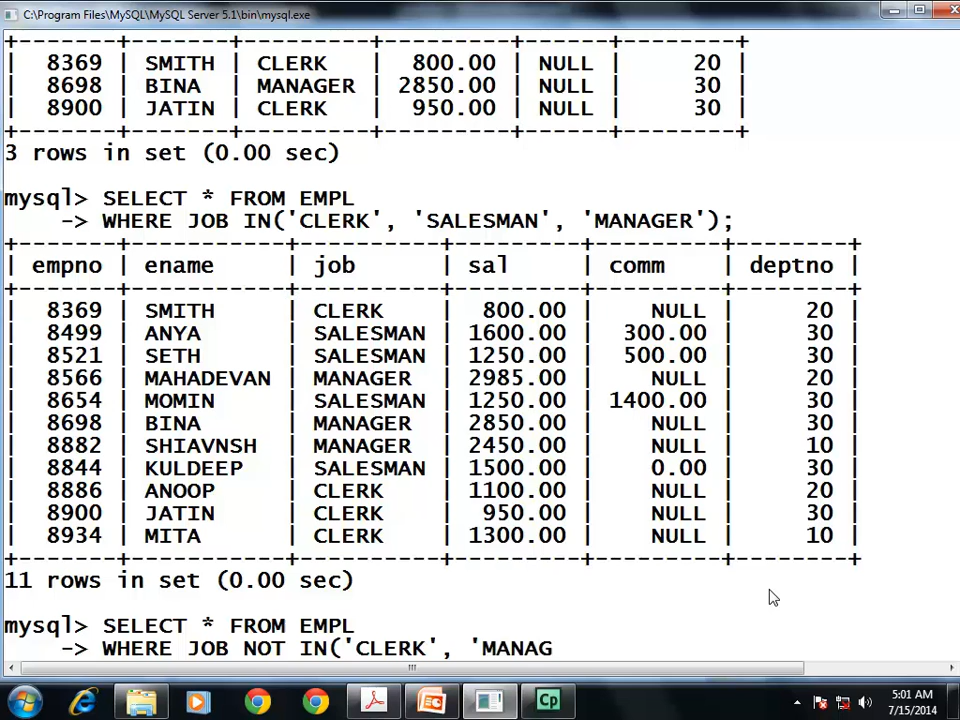 C:\Program Files\MySQL\MySQL Server 5.1\bin\mysql.exe
+--------+-------+---------+---------+------+--------+
| 8369 | SMITH | CLERK | 800.00 | NULL | 20 |
| 8698 | BINA | MANAGER | 2850.00 | NULL | 30 |
| 8900 | JATIN | CLERK | 950.00 | NULL | 30 |
+--------+-------+---------+---------+------+--------+
3 rows in set (0.00 sec)
mysql> SELECT * FROM EMPL
-> WHERE JOB IN('CLERK', 'SALESMAN', 'MANAGER');
+-------+-----------+----------+---------+---------+--------+
| empno | ename | job | sal | comm | deptno |
+-------+-----------+----------+---------+---------+--------+
| 8369 | SMITH | CLERK | 800.00 | NULL | 20 |
| 8499 | ANYA | SALESMAN | 1600.00 | 300.00 | 30 |
| 8521 | SETH | SALESMAN | 1250.00 | 500.00 | 30 |
| 8566 | MAHADEVAN | MANAGER | 2985.00 | NULL | 20 |
| 8654 | MOMIN | SALESMAN | 1250.00 | 1400.00 | 30 |
| 8698 | BINA | MANAGER | 2850.00 | NULL | 30 |
| 8882 | SHIAVNSH | MANAGER | 2450.00 | NULL | 10 |
| 8844 | KULDEEP | SALESMAN | 1500.00 | 0.00 | 30 |
| 8886 | ANOOP | CLERK | 1100.00 | NULL | 20 |
| 8900 | JATIN | CLERK | 950.00 | NULL | 30 |
| 8934 | MITA | CLERK | 1300.00 | NULL | 10 |
+-------+-----------+----------+---------+---------+--------+
11 rows in set (0.00 sec)
mysql> SELECT * FROM EMPL
-> WHERE JOB NOT IN('CLERK', 'MANAG
Cp
5:01 AM
7/15/2014